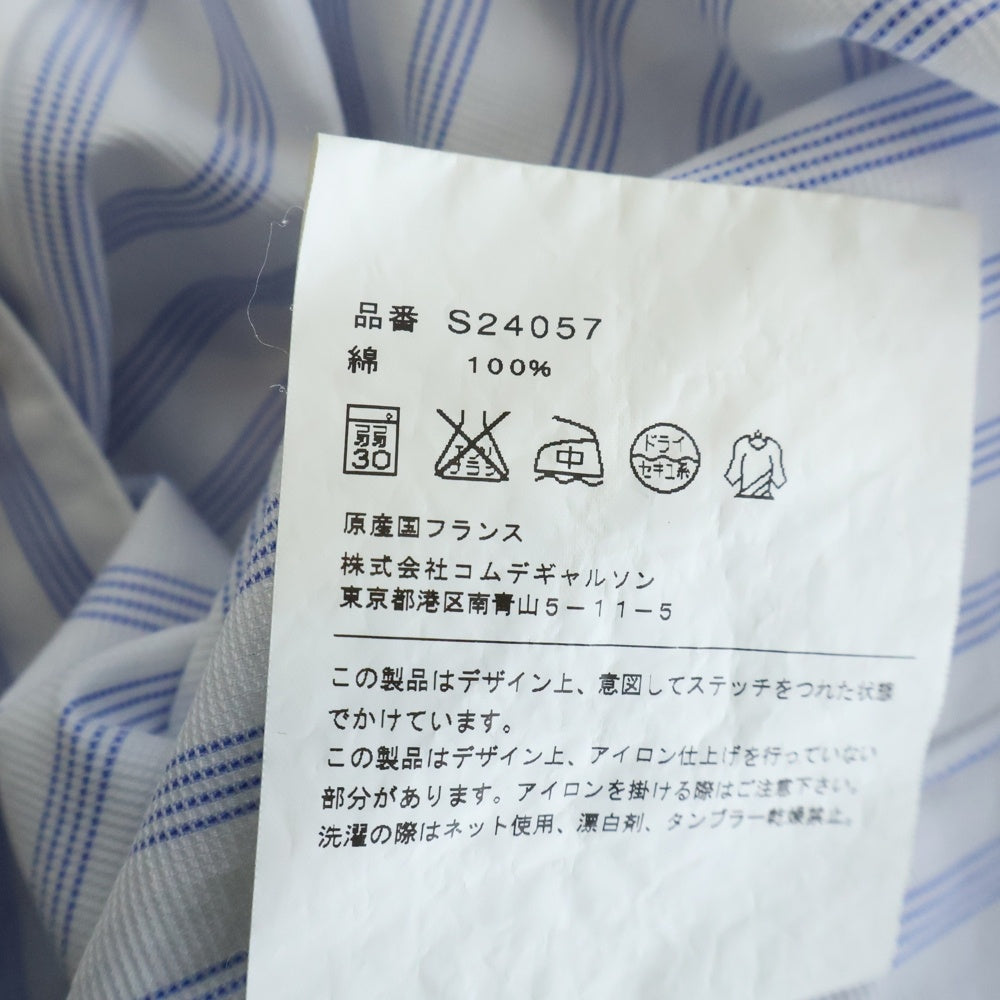 品番 S24057
綿 100%
弱
30
エンソ
サラシ
中
ドライ
セキユ系
原産国フランス
株式会社コムデギャルソン
東京都港区南青山5-11-5
この製品はデザイン上、意図してステッチをつれた状態
でかけています。
この製品はデザイン上、アイロン仕上げを行っていない
部分があります。アイロンを掛ける際はご注意下さい。
洗濯の際はネット使用、漂白剤、タンブラー乾燥禁止。